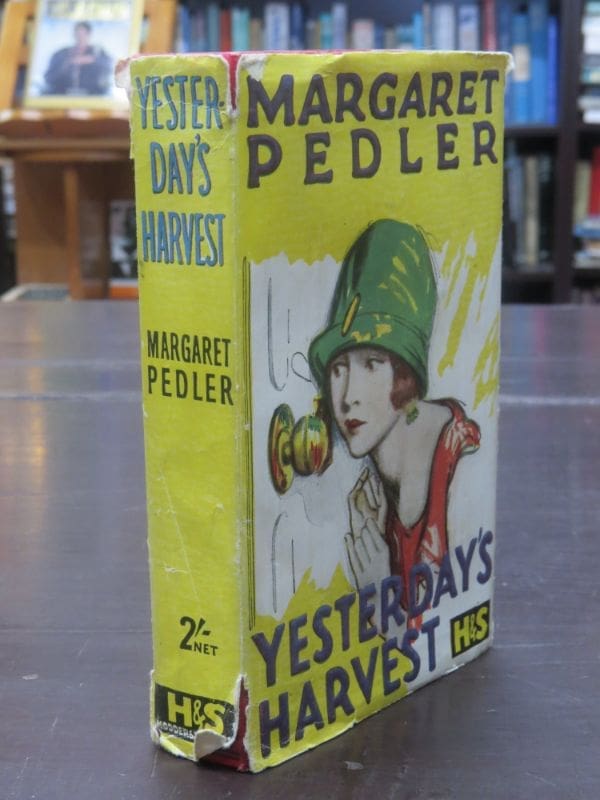 YESTER-
DAY'S
HARVEST
MARGARET
PEDLER
2/-
NET
H&S
MARGARET
PEDLER
YESTERDAY'S
HARVEST
H&S